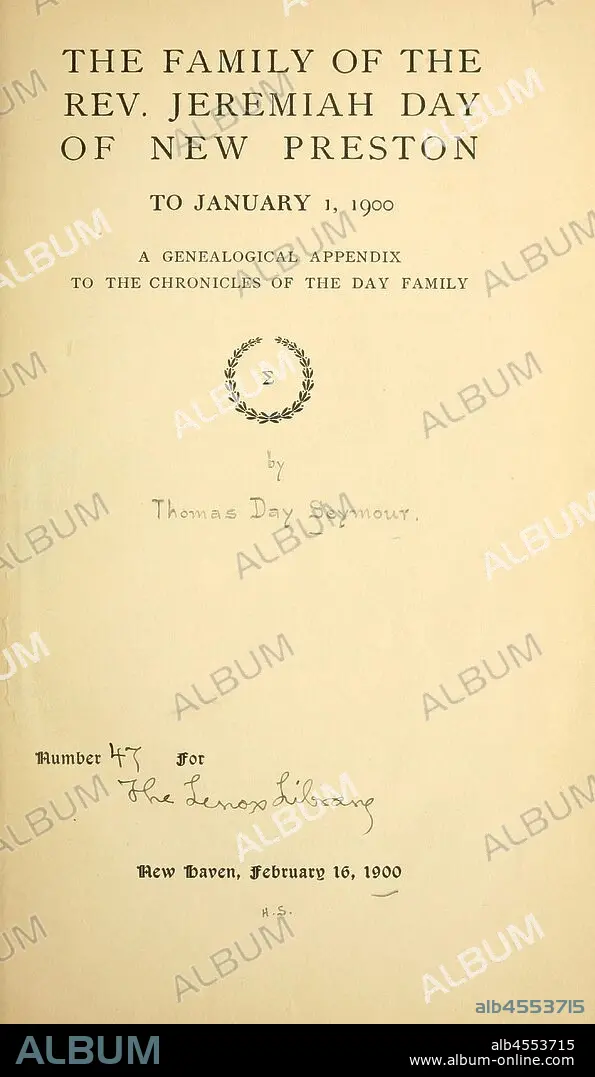 THE FAMILY OF THE
REV. JEREMIAH DAY
OF NEW PRESTON
TO JANUARY 1, 1900
A GENEALOGICAL APPENDIX
TO THE CHRONICLES OF THE DAY FAMILY
Σ
by
Thomas Day Seymour.
Number 47 For
The Lenox Library
New Haven, February 16, 1900
H.S.
alb4553715
ALBUM
alb4553715
www.album-online.com